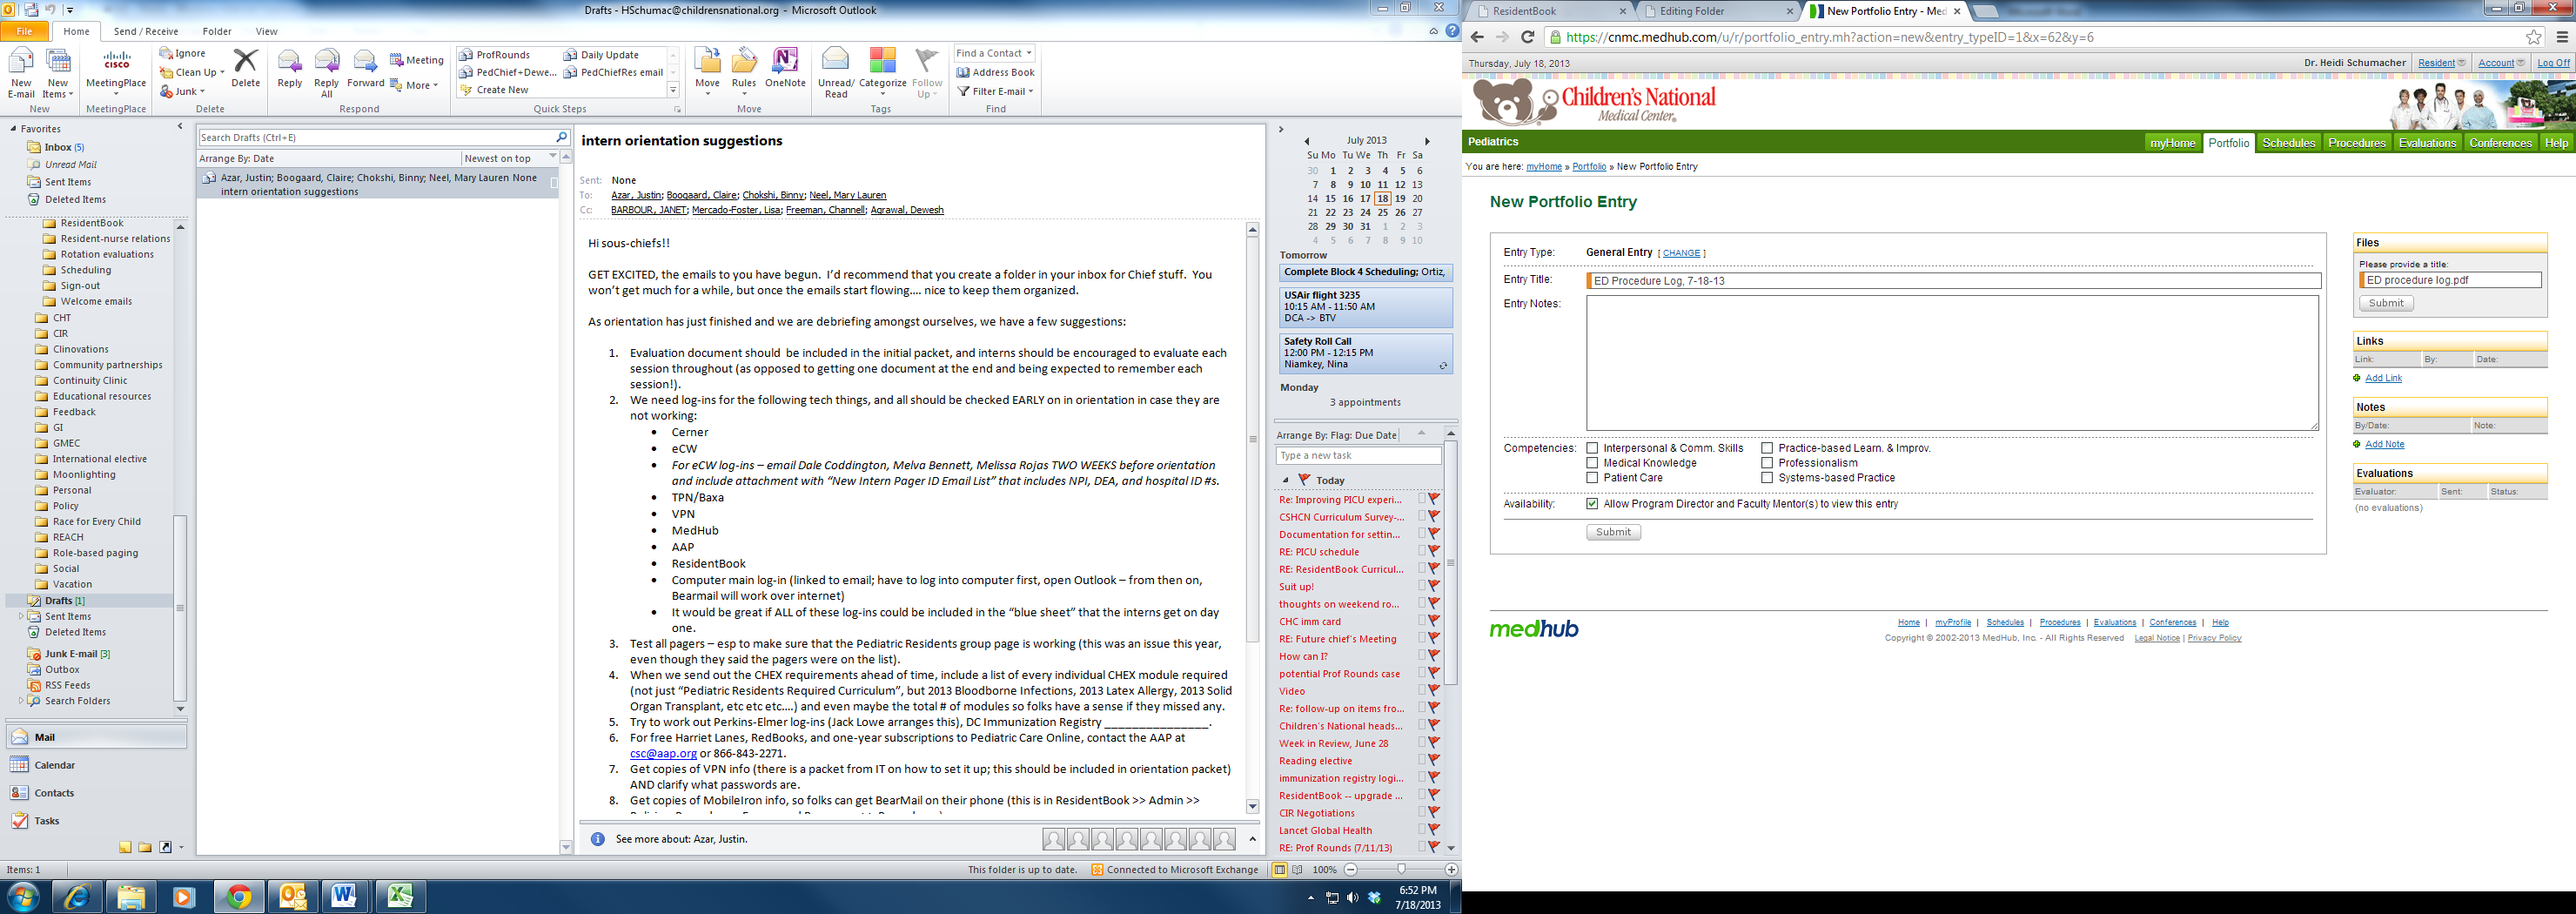 Drafts - HSchumac@childrensnational.org - Microsoft Outlook
File Home Send / Receive Folder View
New E-mail
New Items
New
MeetingPlace
MeetingPlace
Ignore
Clean Up
Junk
Delete
Delete
Reply
Reply All
Forward
Meeting
More
Respond
ProfRounds
PedChief+Dewe...
Create New
Daily Update
PedChiefRes email
Quick Steps
Move
Rules
OneNote
Move
Unread/ Read
Categorize
Follow Up
Tags
Find a Contact
Address Book
Filter E-mail
Find
Favorites
Inbox (5)
Unread Mail
Sent Items
Deleted Items
ResidentBook
Resident-nurse relations
Rotation evaluations
Scheduling
Sign-out
Welcome emails
CHT
CIR
Clinovations
Community partnerships
Continuity Clinic
Educational resources
Feedback
GI
GMEC
International elective
Moonlighting
Personal
Policy
Race for Every Child
REACH
Role-based paging
Social
Vacation
Drafts [1]
Sent Items
Deleted Items
Junk E-mail [3]
Outbox
RSS Feeds
Search Folders
Mail
Calendar
Contacts
Tasks
Items: 1
Search Drafts (Ctrl+E)
Arrange By: Date Newest on top
Azar, Justin; Boogaard, Claire; Chokshi, Binny; Neel, Mary Lauren None
intern orientation suggestions
intern orientation suggestions
Sent: None
To: Azar, Justin; Boogaard, Claire; Chokshi, Binny; Neel, Mary Lauren
Cc: BARBOUR, JANET; Mercado-Foster, Lisa; Freeman, Channell; Agrawal, Dewesh
Hi sous-chiefs!!
GET EXCITED, the emails to you have begun. I'd recommend that you create a folder in your inbox for Chief stuff. You
won't get much for a while, but once the emails start flowing.... nice to keep them organized.
As orientation has just finished and we are debriefing amongst ourselves, we have a few suggestions:
1. Evaluation document should be included in the initial packet, and interns should be encouraged to evaluate each
session throughout (as opposed to getting one document at the end and being expected to remember each
session!).
2. We need log-ins for the following tech things, and all should be checked EARLY on in orientation in case they are
not working:
• Cerner
• eCW
• For eCW log-ins – email Dale Coddington, Melva Bennett, Melissa Rojas TWO WEEKS before orientation
and include attachment with "New Intern Pager ID Email List" that includes NPI, DEA, and hospital ID #s.
• TPN/Baxa
• VPN
• MedHub
• AAP
• ResidentBook
• Computer main log-in (linked to email; have to log into computer first, open Outlook – from then on,
Bearmail will work over internet)
• It would be great if ALL of these log-ins could be included in the "blue sheet" that the interns get on day
one.
3. Test all pagers – esp to make sure that the Pediatric Residents group page is working (this was an issue this year,
even though they said the pagers were on the list).
4. When we send out the CHEX requirements ahead of time, include a list of every individual CHEX module required
(not just "Pediatric Residents Required Curriculum", but 2013 Bloodborne Infections, 2013 Latex Allergy, 2013 Solid
Organ Transplant, etc etc etc....) and even maybe the total # of modules so folks have a sense if they missed any.
5. Try to work out Perkins-Elmer log-ins (Jack Lowe arranges this), DC Immunization Registry ________________.
6. For free Harriet Lanes, RedBooks, and one-year subscriptions to Pediatric Care Online, contact the AAP at
csc@aap.org or 866-843-2271.
7. Get copies of VPN info (there is a packet from IT on how to set it up; this should be included in orientation packet)
AND clarify what passwords are.
8. Get copies of MobileIron info, so folks can get BearMail on their phone (this is in ResidentBook >> Admin >>
See more about: Azar, Justin.
This folder is up to date. Connected to Microsoft Exchange 100%
July 2013
Su Mo Tu We Th Fr Sa
30 1 2 3 4 5 6
7 8 9 10 11 12 13
14 15 16 17 18 19 20
21 22 23 24 25 26 27
28 29 30 31 1 2 3
4 5 6 7 8 9 10
Tomorrow
Complete Block 4 Scheduling; Ortiz,
USAir flight 3235
10:15 AM - 11:50 AM
DCA -> BTV
Safety Roll Call
12:00 PM - 12:15 PM
Niamkey, Nina
Monday
3 appointments
Arrange By: Flag: Due Date
Type a new task
Today
Re: Improving PICU experi...
CSHCN Curriculum Survey-...
Documentation for settin...
RE: PICU schedule
RE: ResidentBook Curricul...
Suit up!
thoughts on weekend ro...
CHC imm card
RE: Future chief's Meeting
How can I?
potential Prof Rounds case
Video
Re: follow-up on items fro...
Children's National heads...
Week in Review, June 28
Reading elective
immunization registry logi...
ResidentBook -- upgrade ...
CIR Negotiations
Lancet Global Health
RE: Prof Rounds (7/11/13)
6:52 PM
7/18/2013
ResidentBook
Editing Folder
New Portfolio Entry - Med
https://cnmc.medhub.com/u/r/portfolio_entry.mh?action=new&entry_typeID=1&x=62&y=6
Thursday, July 18, 2013
Dr. Heidi Schumacher Resident Account Log Off
Children's National
Medical Center
Pediatrics
myHome Portfolio Schedules Procedures Evaluations Conferences Help
You are here: myHome » Portfolio » New Portfolio Entry
New Portfolio Entry
Entry Type: General Entry [ CHANGE ]
Entry Title: ED Procedure Log, 7-18-13
Entry Notes:
Competencies: Interpersonal & Comm. Skills Practice-based Learn. & Improv.
Medical Knowledge Professionalism
Patient Care Systems-based Practice
Availability: Allow Program Director and Faculty Mentor(s) to view this entry
Submit
Files
Please provide a title:
ED procedure log.pdf
Submit
Links
Link: By: Date:
Add Link
Notes
By/Date: Note:
Add Note
Evaluations
Evaluator: Sent: Status:
(no evaluations)
medhub
Home | myProfile | Schedules | Procedures | Evaluations | Conferences | Help
Copyright © 2002-2013 MedHub, Inc. - All Rights Reserved Legal Notice | Privacy Policy